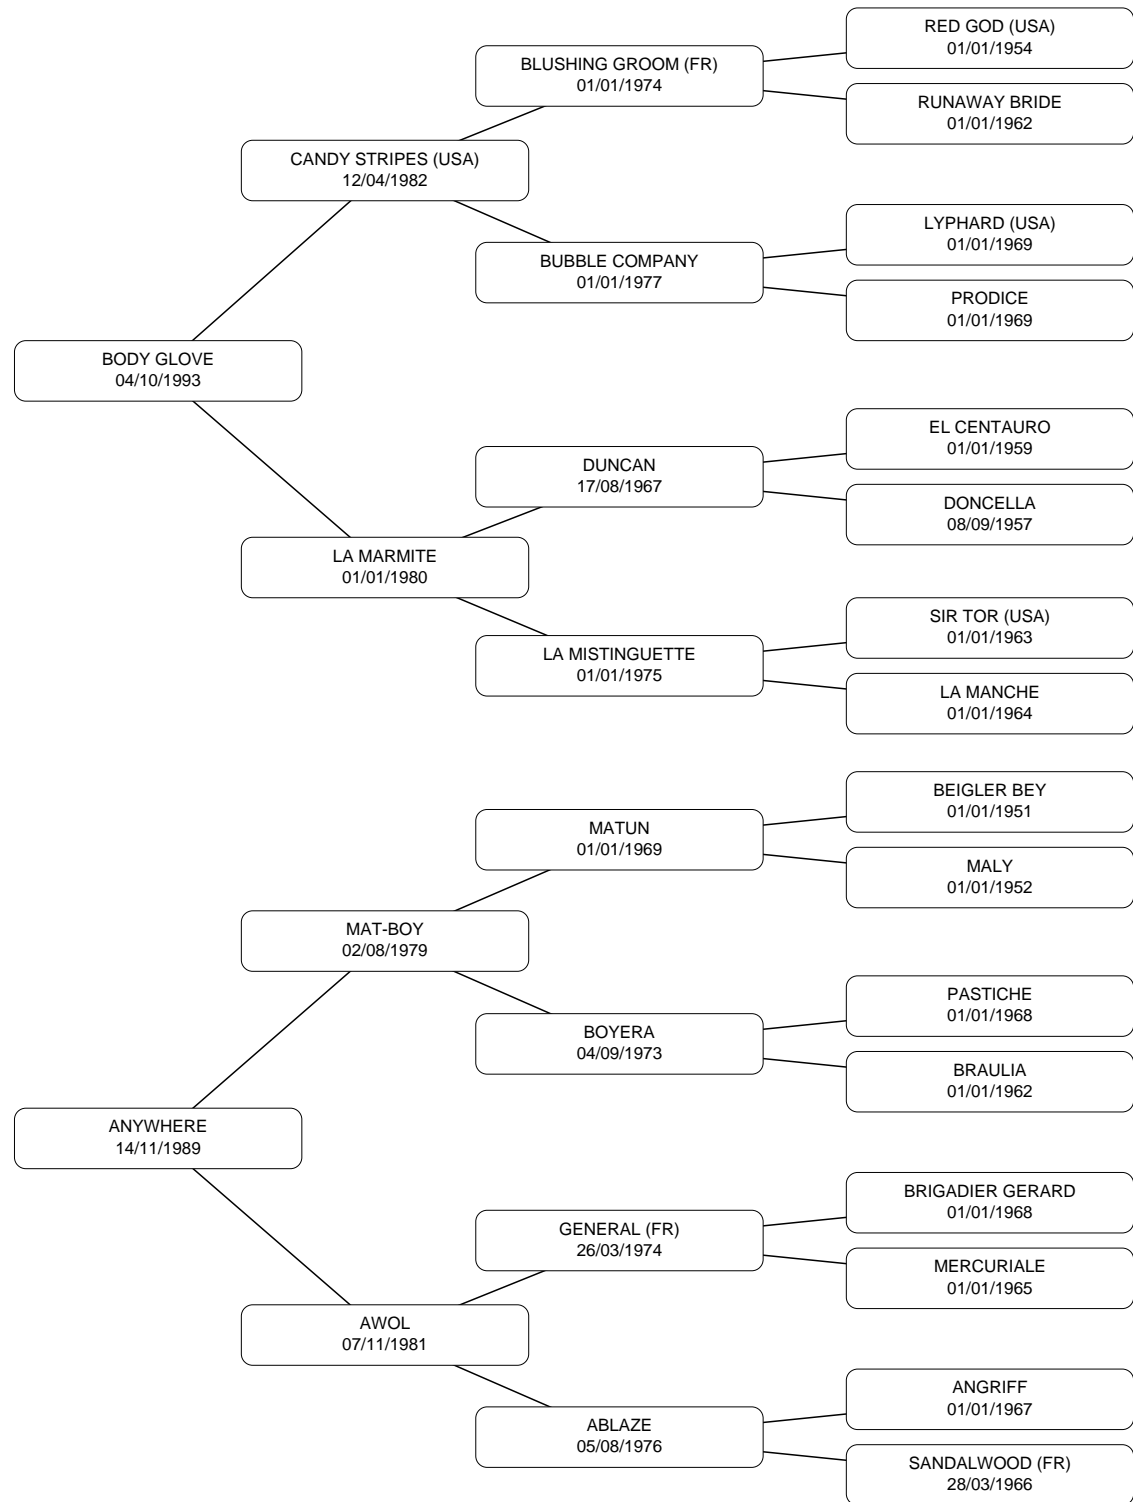 RED GOD (USA)
01/01/1954
BLUSHING GROOM (FR)
01/01/1974
RUNAWAY BRIDE
01/01/1962
CANDY STRIPES (USA)
12/04/1982
LYPHARD (USA)
01/01/1969
BUBBLE COMPANY
01/01/1977
PRODICE
01/01/1969
BODY GLOVE
04/10/1993
EL CENTAURO
01/01/1959
DUNCAN
17/08/1967
DONCELLA
08/09/1957
LA MARMITE
01/01/1980
SIR TOR (USA)
01/01/1963
LA MISTINGUETTE
01/01/1975
LA MANCHE
01/01/1964
BEIGLER BEY
01/01/1951
MATUN
01/01/1969
MALY
01/01/1952
MAT-BOY
02/08/1979
PASTICHE
01/01/1968
BOYERA
04/09/1973
BRAULIA
01/01/1962
ANYWHERE
14/11/1989
BRIGADIER GERARD
01/01/1968
GENERAL (FR)
26/03/1974
MERCURIALE
01/01/1965
AWOL
07/11/1981
ANGRIFF
01/01/1967
ABLAZE
05/08/1976
SANDALWOOD (FR)
28/03/1966